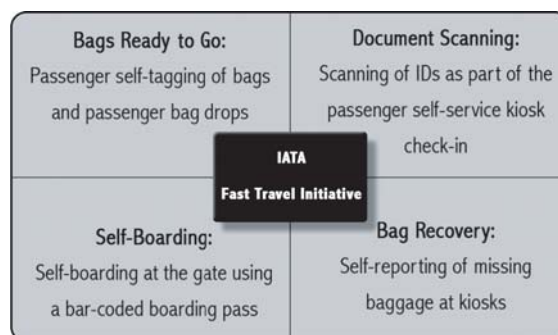 Bags Ready to Go:
Passenger self-tagging of bags
and passenger bag drops
Document Scanning:
Scanning of IDs as part of the
passenger self-service kiosk
check-in
IATA
Fast Travel Initiative
Self-Boarding:
Self-boarding at the gate using
a bar-coded boarding pass
Bag Recovery:
Self-reporting of missing
baggage at kiosks